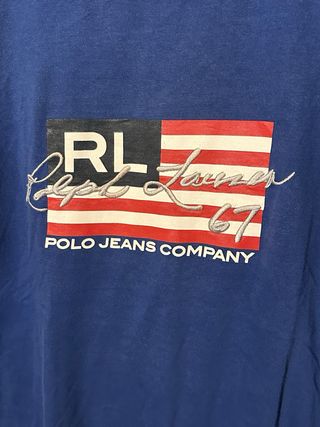 RL
Ralph Lauren
67
POLO JEANS COMPANY